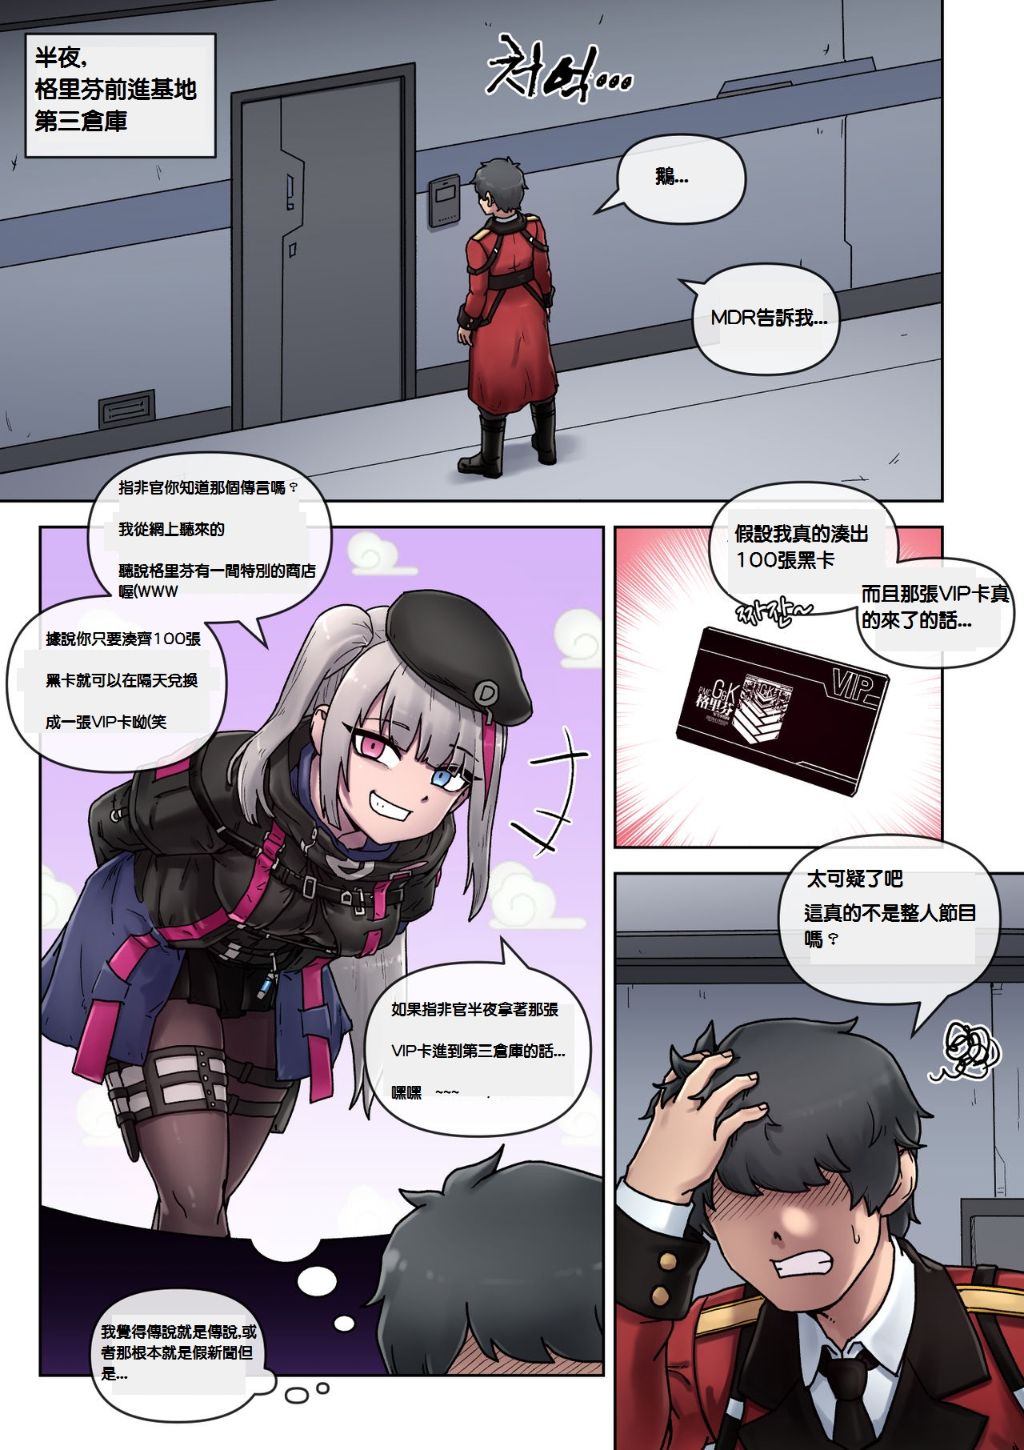 半夜,
格里芬前進基地
第三倉庫
처억...
鵝...
MDR告訴我...
指非官你知道那個傳言嗎？
我從網上聽來的
聽說格里芬有一間特別的商店
喔(WWW
據說你只要湊齊100張
黑卡就可以在隔天兌換
成一張VIP卡呦(笑
假設我真的湊出
100張黑卡
而且那張VIP卡真
的來了的話...
짜잔~
VIP
G&K
格里芬
D
如果指非官半夜拿著那張
VIP卡進到第三倉庫的話...
嘿嘿 ~~~
太可疑了吧
這真的不是整人節目
嗎？
我覺得傳說就是傳說,或
者那根本就是假新聞但
是...